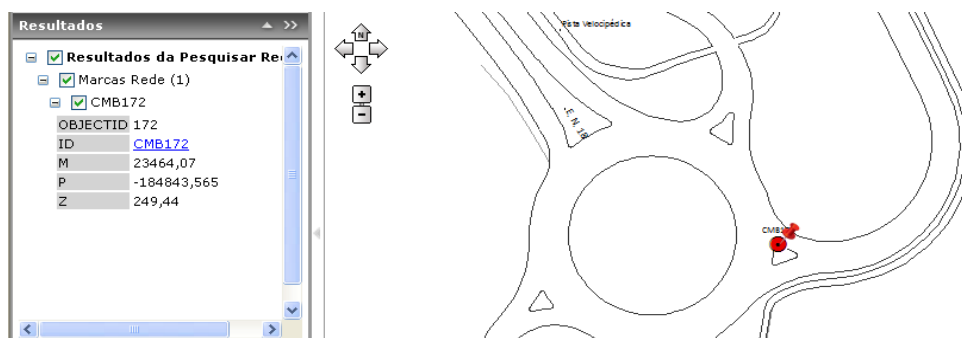 Resultados
Resultados da Pesquisar Re
Marcas Rede (1)
CMB172
OBJECTID 172
ID CMB172
M 23464,07
P -184843,565
Z 249,44
N
Pista Velocipédica
E. N. 18
CMB17